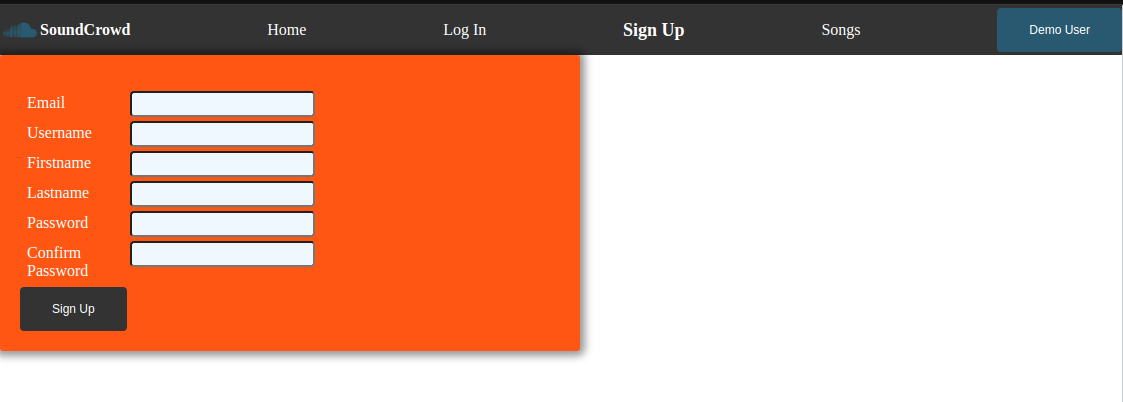 SoundCrowd Home Log In Sign Up Songs Demo User
Email
Username
Firstname
Lastname
Password
Confirm
Password
Sign Up